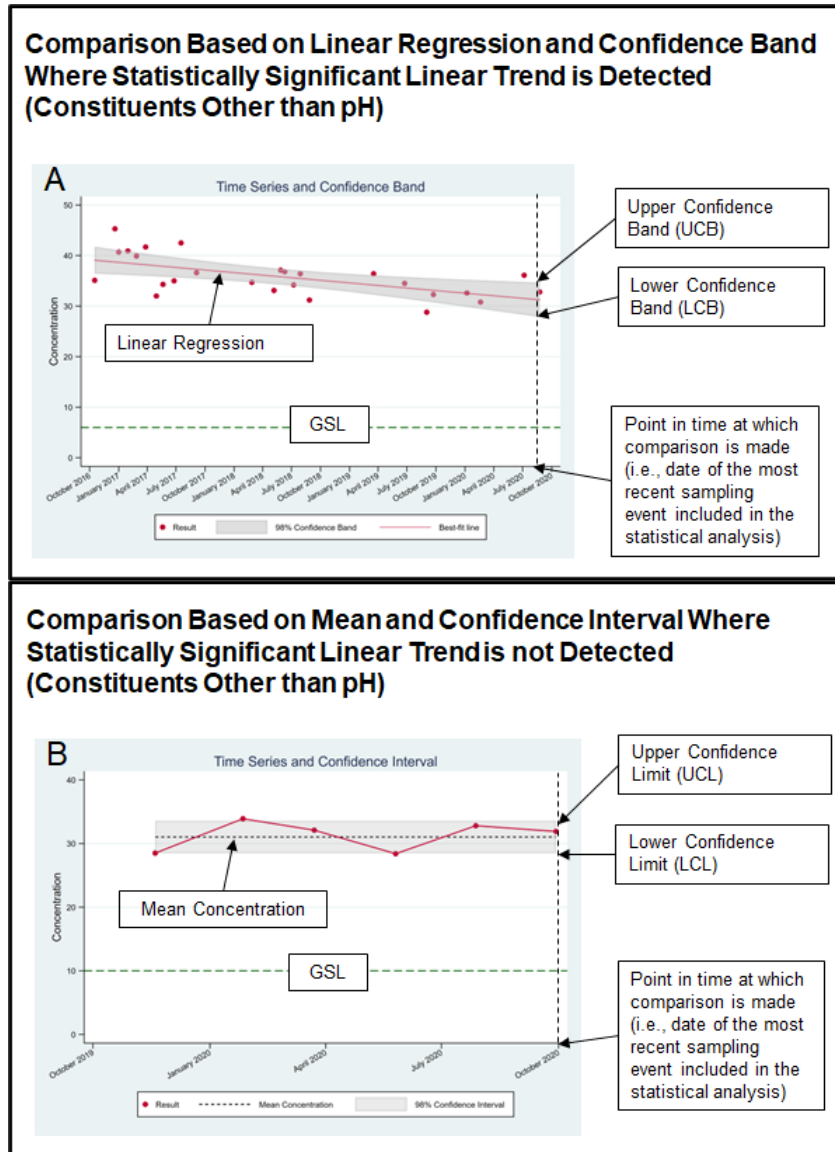 Comparison Based on Linear Regression and Confidence Band
Where Statistically Significant Linear Trend is Detected
(Constituents Other than pH)
A
Time Series and Confidence Band
Concentration
50
40
30
20
10
0
Linear Regression
GSL
October 2016
January 2017
April 2017
July 2017
October 2017
January 2018
April 2018
July 2018
October 2018
January 2019
April 2019
July 2019
October 2019
January 2020
April 2020
July 2020
October 2020
Result
98% Confidence Band
Best-fit line
Upper Confidence
Band (UCB)
Lower Confidence
Band (LCB)
Point in time at which
comparison is made
(i.e., date of the most
recent sampling
event included in the
statistical analysis)
Comparison Based on Mean and Confidence Interval Where
Statistically Significant Linear Trend is not Detected
(Constituents Other than pH)
B
Time Series and Confidence Interval
Concentration
40
30
20
10
0
Mean Concentration
GSL
October 2019
January 2020
April 2020
July 2020
October 2020
Result
Mean Concentration
98% Confidence Interval
Upper Confidence
Limit (UCL)
Lower Confidence
Limit (LCL)
Point in time at which
comparison is made
(i.e., date of the most
recent sampling
event included in the
statistical analysis)